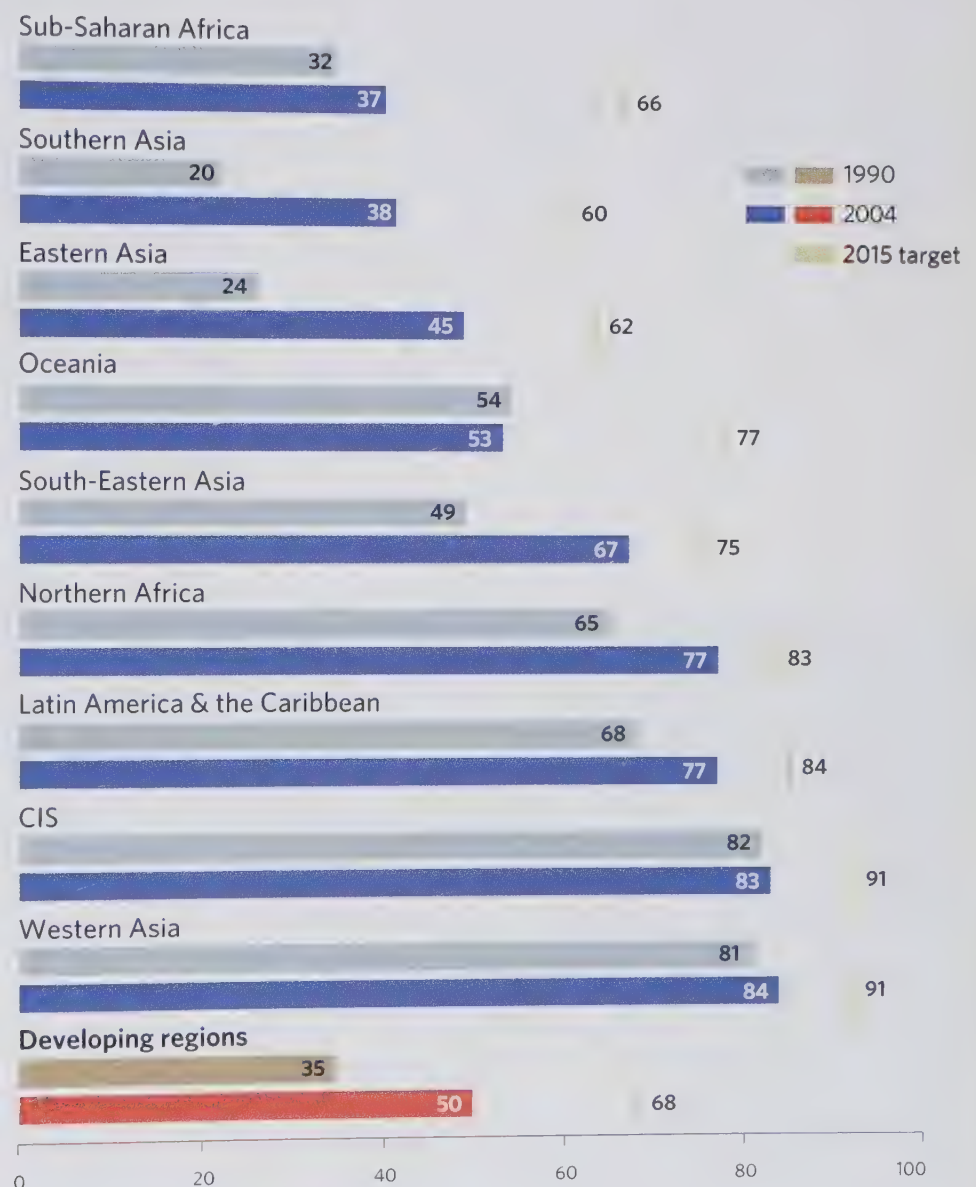 Sub-Saharan Africa
32
37 66
Southern Asia
20
1990
38 60
2004
Eastern Asia
2015 target
24
45 62
Oceania
54
53 77
South-Eastern Asia
49
67 75
Northern Africa
65
77 83
Latin America & the Caribbean
68
77 84
CIS
82
83 91
Western Asia
81
84 91
Developing regions
35
50 68
0 20 40 60 80 100